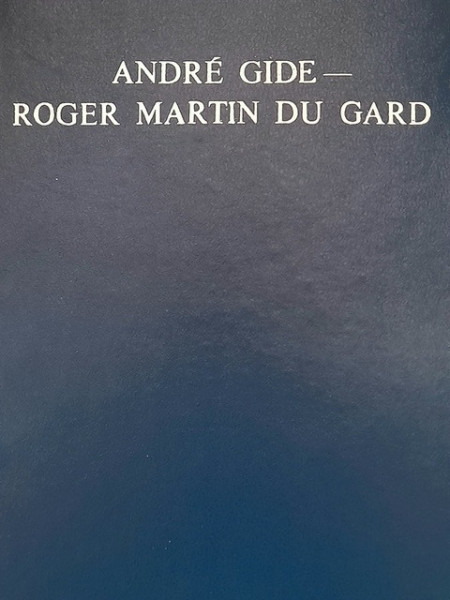 ANDRÉ GIDE —
ROGER MARTIN DU GARD